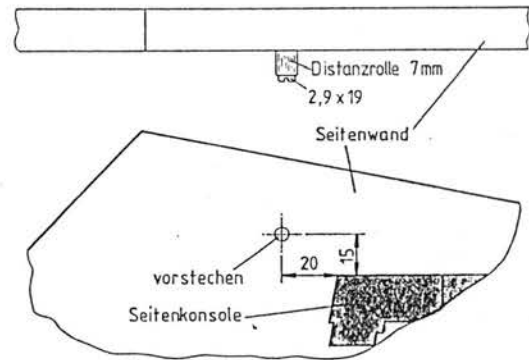 Distanzrolle 7mm
2,9 x 19
Seitenwand
20
15
vorstechen
Seitenkonsole